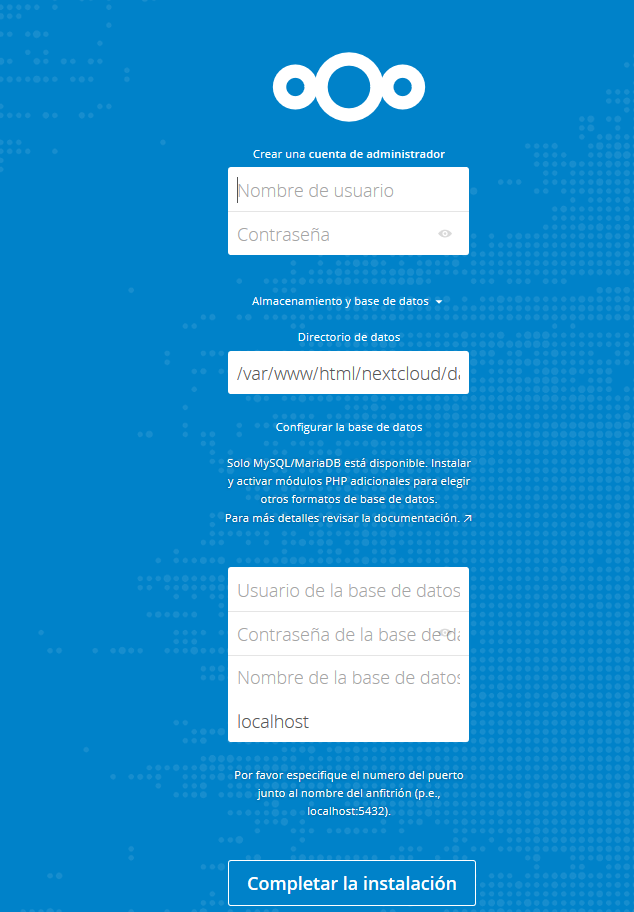 Crear una cuenta de administrador
Nombre de usuario
Contraseña
Almacenamiento y base de datos
Directorio de datos
/var/www/html/nextcloud/da
Configurar la base de datos
Solo MySQL/MariaDB está disponible. Instalar
y activar módulos PHP adicionales para elegir
otros formatos de base de datos.
Para más detalles revisar la documentación. ↗
Usuario de la base de datos
Contraseña de la base de da
Nombre de la base de datos
localhost
Por favor especifique el numero del puerto
junto al nombre del anfitrión (p.e.,
localhost:5432).
Completar la instalación